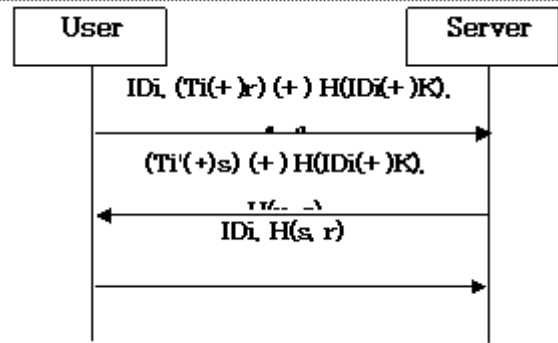 User
Server
IDi, (Ti(+)r) (+) H(IDi(+)K),
(Ti'(+)s) (+) H(IDi(+)K),
IDi, H(s, r)